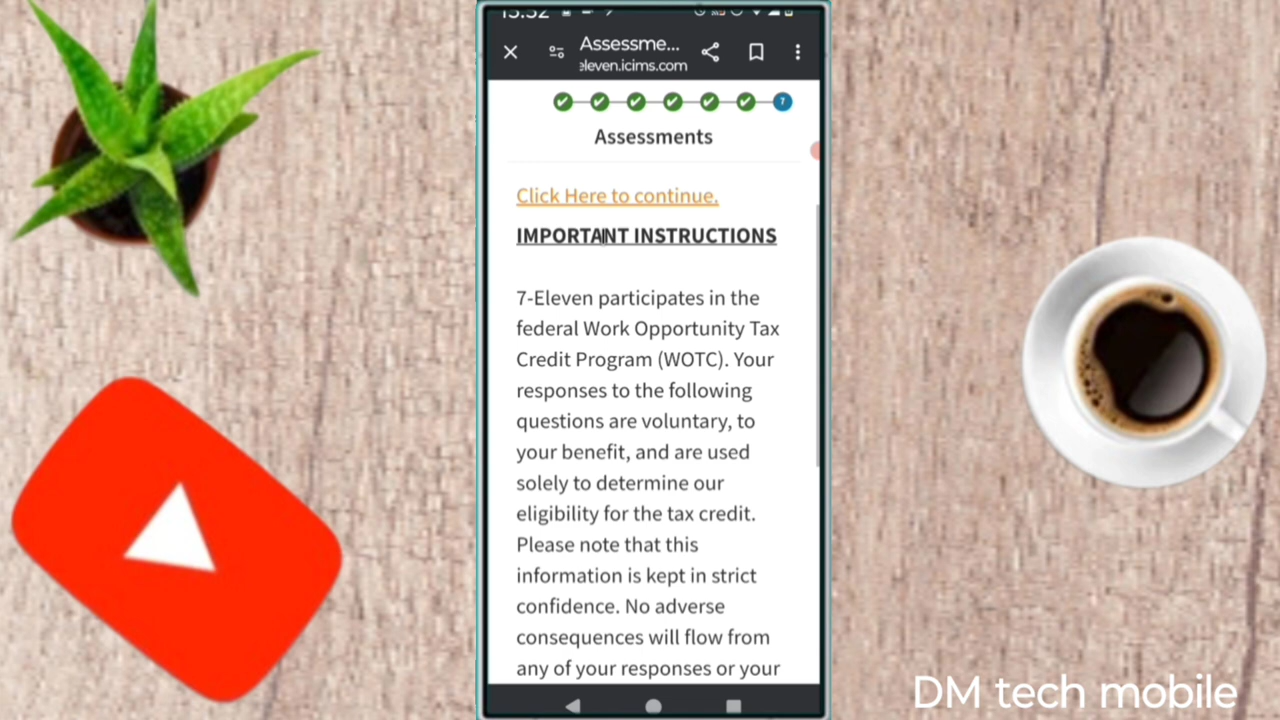 13:52
Assessme...
eleven.icims.com
7
Assessments
Click Here to continue.
IMPORTANT INSTRUCTIONS
7-Eleven participates in the
federal Work Opportunity Tax
Credit Program (WOTC). Your
responses to the following
questions are voluntary, to
your benefit, and are used
solely to determine our
eligibility for the tax credit.
Please note that this
information is kept in strict
confidence. No adverse
consequences will flow from
any of your responses or your
DM tech mobile